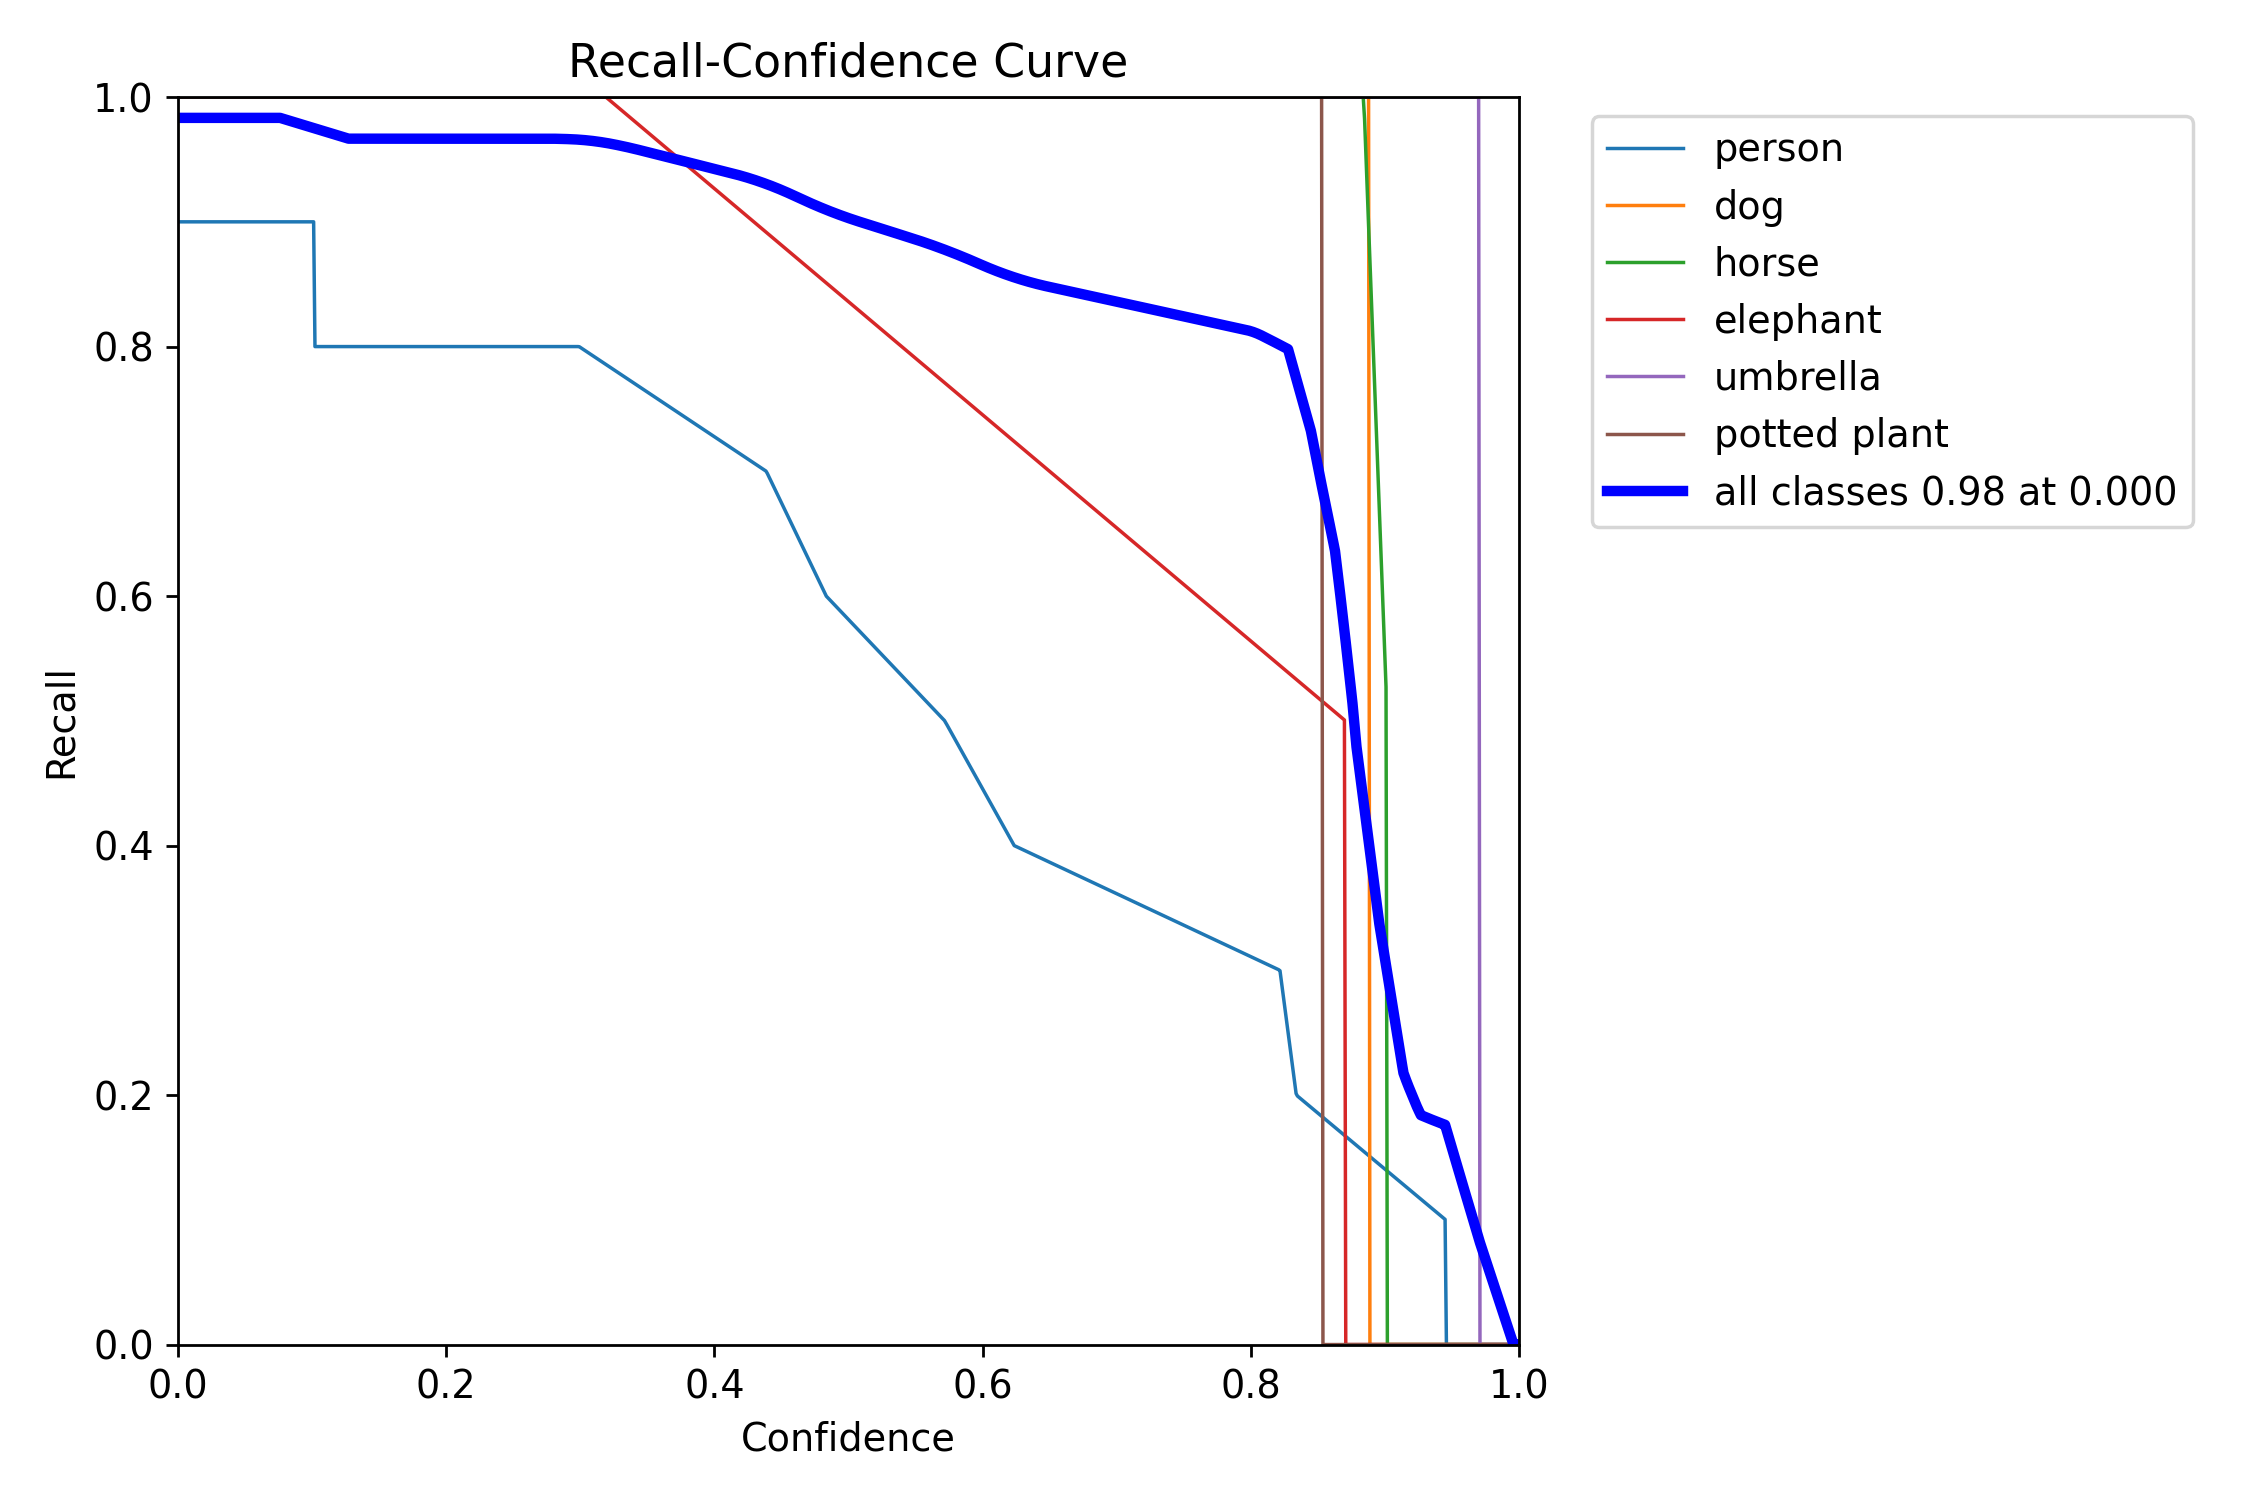 Recall-Confidence Curve
1.0
0.8
0.6
0.4
0.2
0.0
Recall
0.0 0.2 0.4 0.6 0.8 1.0
Confidence
person
dog
horse
elephant
umbrella
potted plant
all classes 0.98 at 0.000